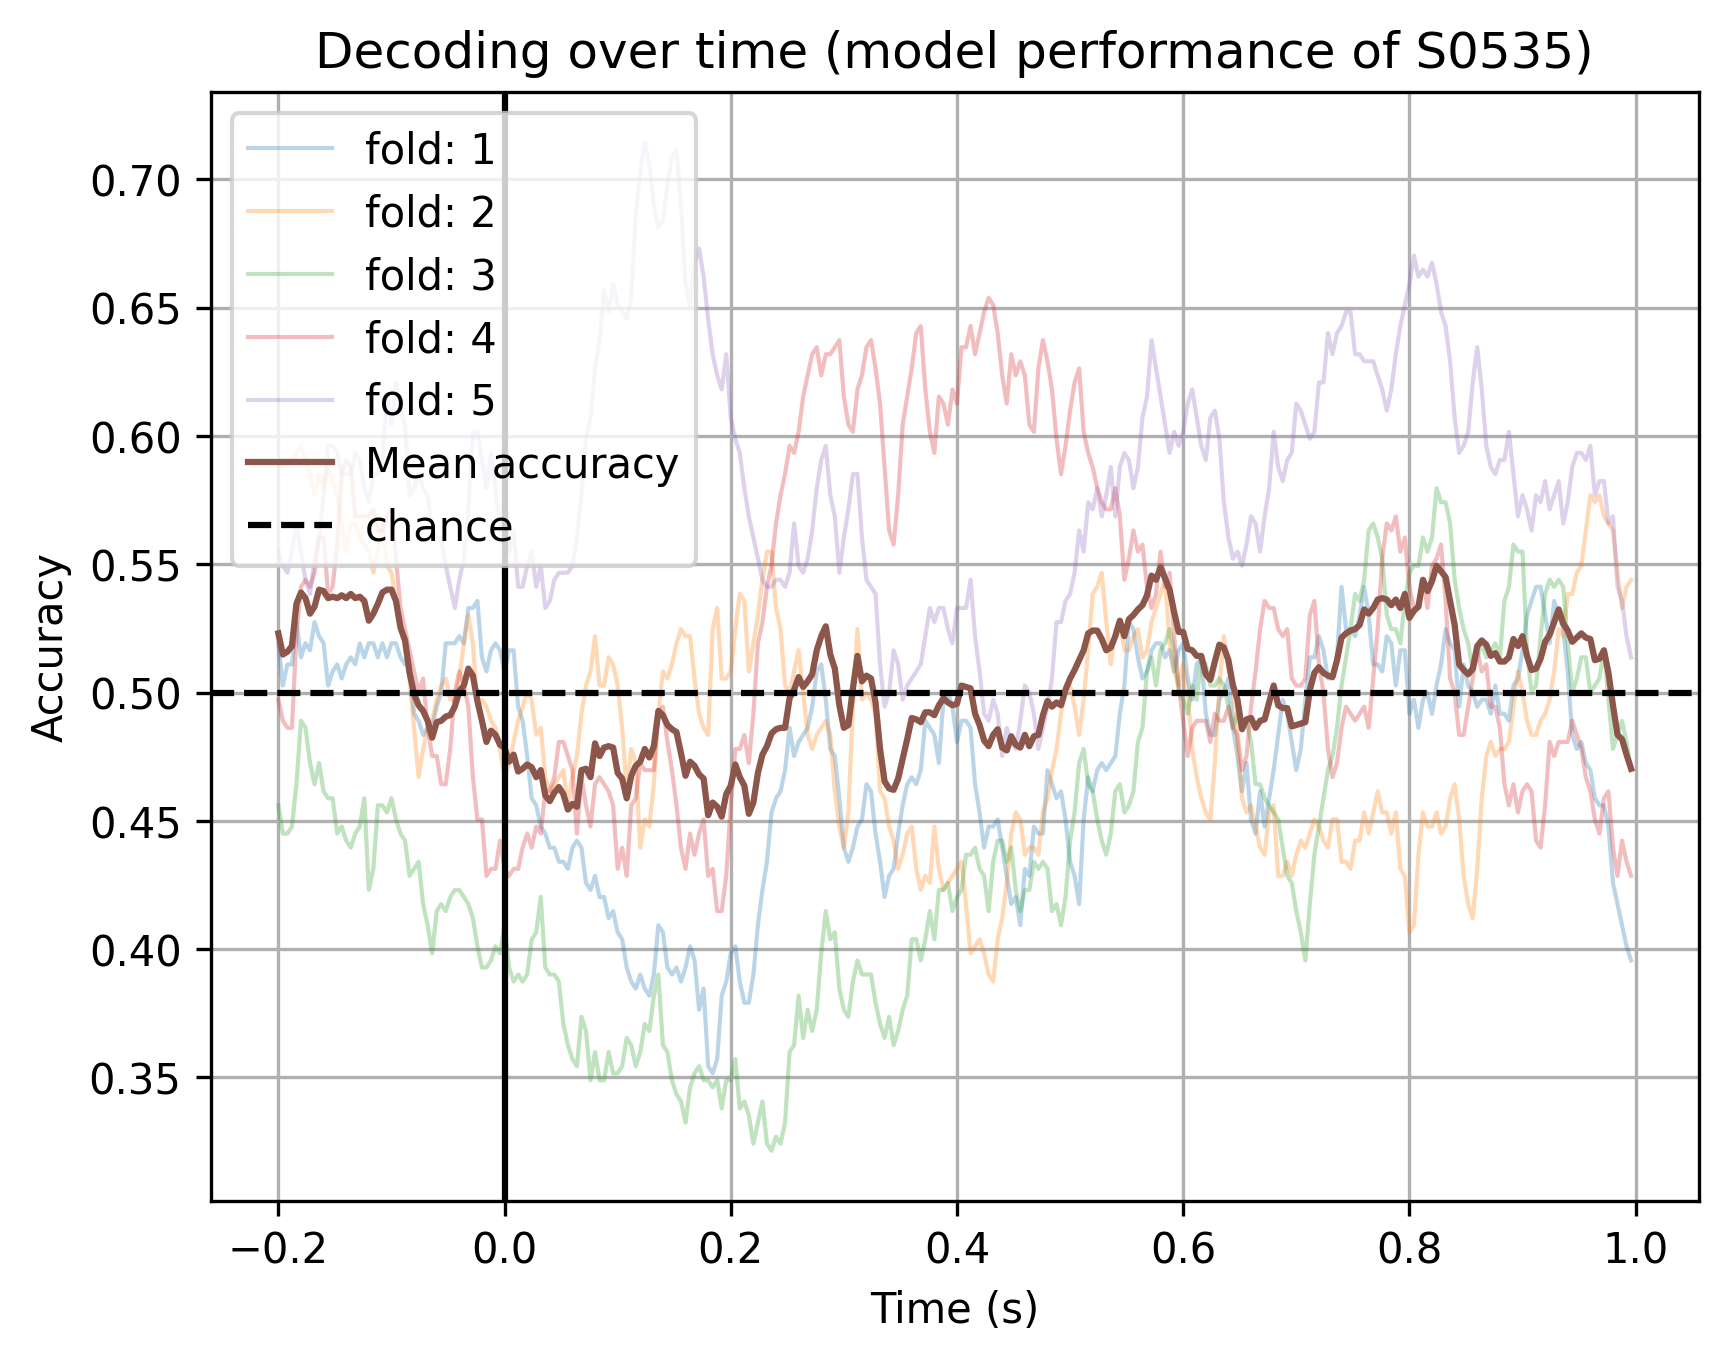 Decoding over time (model performance of S0535)
fold: 1
fold: 2
fold: 3
fold: 4
fold: 5
Mean accuracy
chance
Accuracy
0.70
0.65
0.60
0.55
0.50
0.45
0.40
0.35
−0.2 0.0 0.2 0.4 0.6 0.8 1.0
Time (s)